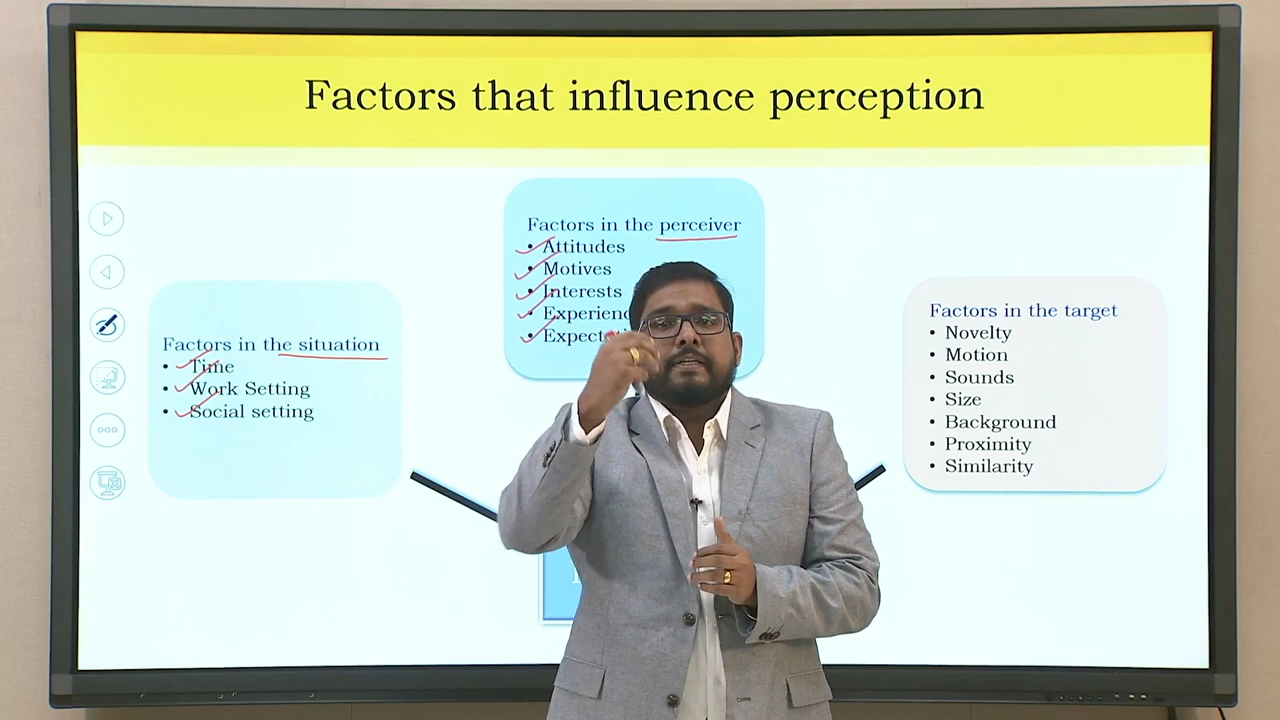 Factors that influence perception
Factors in the perceiver
• Attitudes
• Motives
• Interests
Factors in the situation
• Time
• Work Setting
• Social setting
Factors in the target
• Novelty
• Motion
• Sounds
• Size
• Background
• Proximity
• Similarity